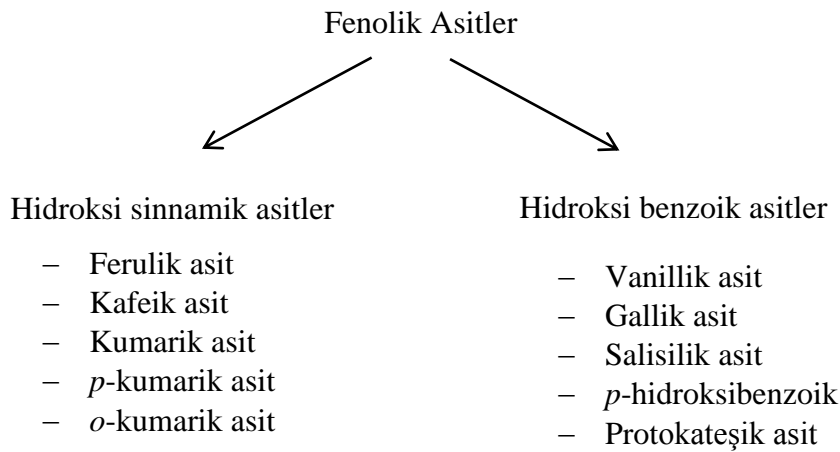 Fenolik Asitler
Hidroksi sinnamik asitler
– Ferulik asit
– Kafeik asit
– Kumarik asit
– p-kumarik asit
– o-kumarik asit
Hidroksi benzoik asitler
– Vanillik asit
– Gallik asit
– Salisilik asit
– p-hidroksibenzoik
– Protokateşik asit